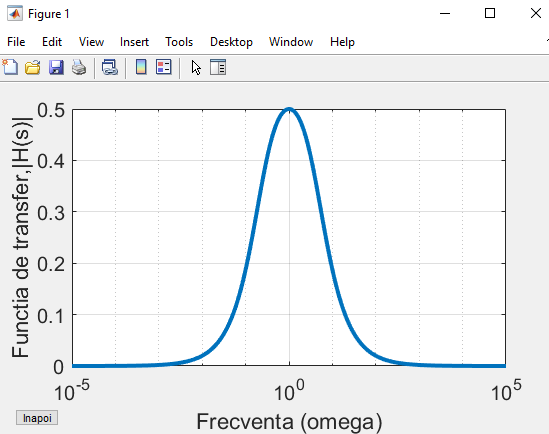 Figure 1
File Edit View Insert Tools Desktop Window Help
Functia de transfer,|H(s)|
0.5
0.4
0.3
0.2
0.1
0
10^-5 10^0 10^5
Frecventa (omega)
Inapoi